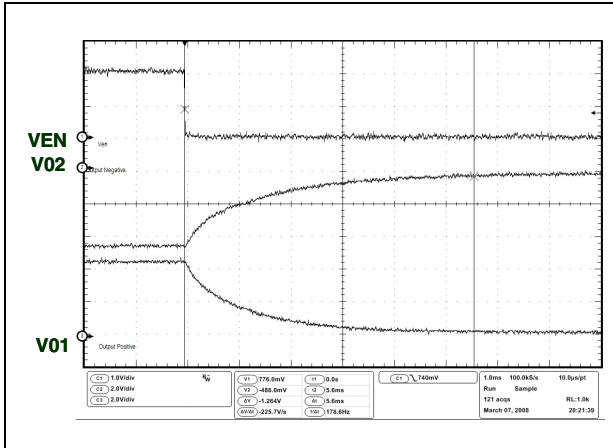 VEN
1
Ven
V02
2
Output Negative
V01
3
Output Positive
C1 1.0V/div
C2 2.0V/div
C3 2.0V/div
V1 776.0mV
V2 -488.0mV
ΔV -1.264V
ΔV/Δt -225.7V/s
t1 0.0s
t2 5.6ms
Δt 5.6ms
1/Δt 178.6Hz
C1 740mV
1.0ms 100.0kS/s 10.0µs/pt
Run Sample
121 acqs RL:1.0k
March 07, 2008 20:21:39